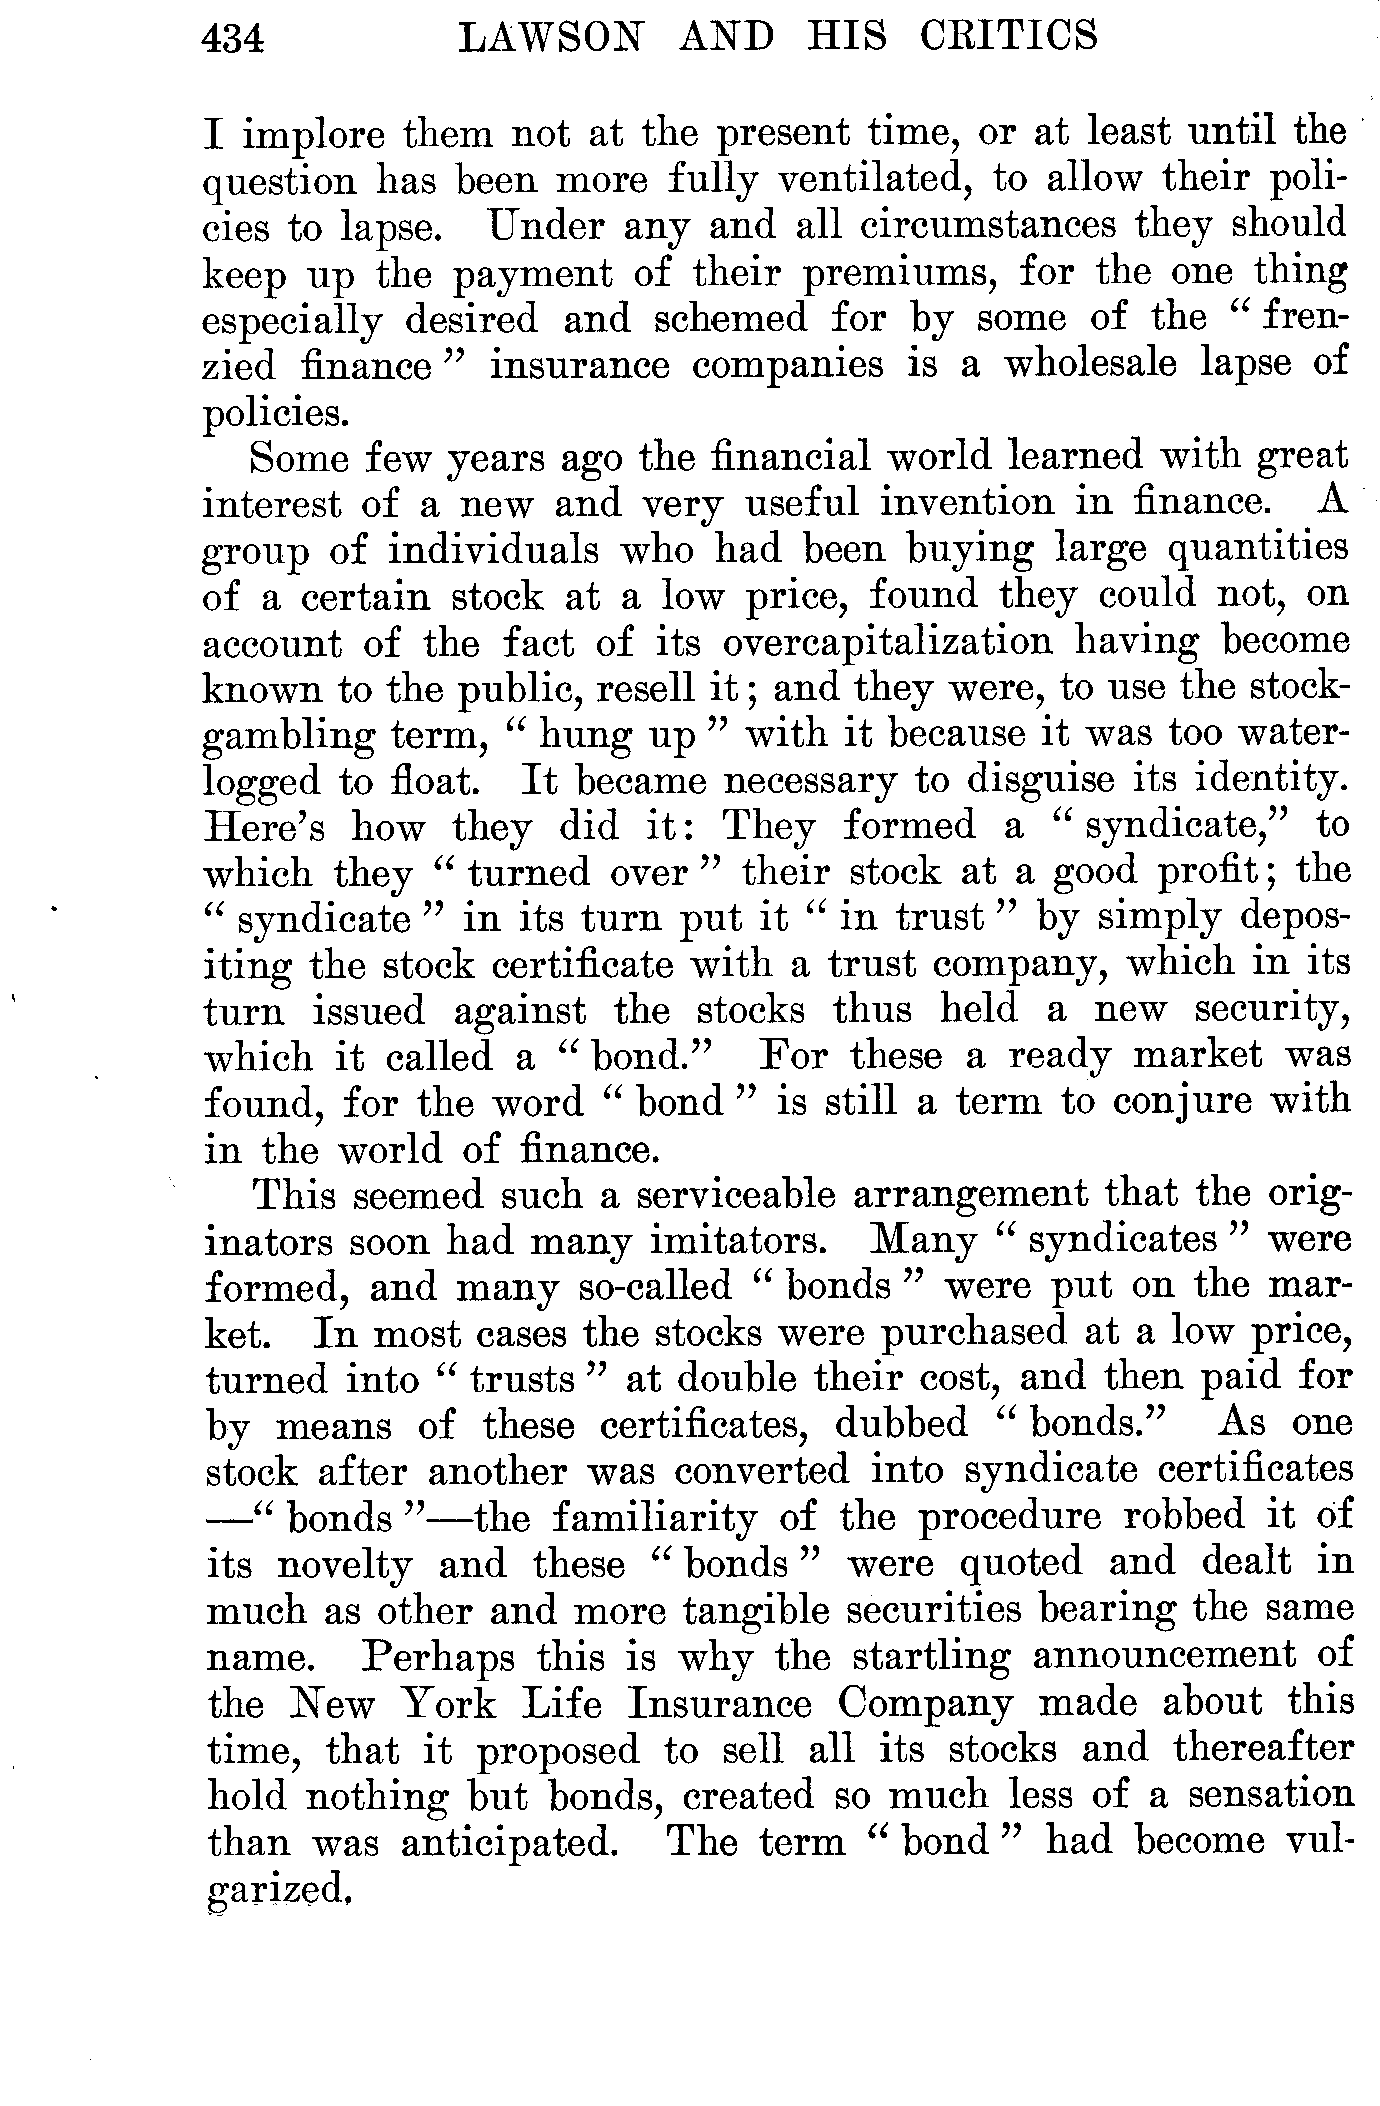 434 LAWSON AND HIS CRITICS
I implore them not at the present time, or at least until the
question has been more fully ventilated, to allow their poli-
cies to lapse. Under any and all circumstances they should
keep up the payment of their premiums, for the one thing
especially desired and schemed for by some of the “ fren-
zied finance ” insurance companies is a wholesale lapse of
policies.
Some few years ago the financial world learned with great
interest of a new and very useful invention in finance. A
group of individuals who had been buying large quantities
of a certain stock at a low price, found they could not, on
account of the fact of its overcapitalization having become
known to the public, resell it; and they were, to use the stock-
gambling term, “ hung up ” with it because it was too water-
logged to float. It became necessary to disguise its identity.
Here’s how they did it: They formed a “ syndicate,” to
which they “ turned over ” their stock at a good profit; the
“ syndicate ” in its turn put it “ in trust ” by simply depos-
iting the stock certificate with a trust company, which in its
turn issued against the stocks thus held a new security,
which it called a “ bond.” For these a ready market was
found, for the word “ bond ” is still a term to conjure with
in the world of finance.
This seemed such a serviceable arrangement that the orig-
inators soon had many imitators. Many “ syndicates ” were
formed, and many so-called “ bonds ” were put on the mar-
ket. In most cases the stocks were purchased at a low price,
turned into “ trusts ” at double their cost, and then paid for
by means of these certificates, dubbed “ bonds.” As one
stock after another was converted into syndicate certificates
—“ bonds ”—the familiarity of the procedure robbed it of
its novelty and these “ bonds ” were quoted and dealt in
much as other and more tangible securities bearing the same
name. Perhaps this is why the startling announcement of
the New York Life Insurance Company made about this
time, that it proposed to sell all its stocks and thereafter
hold nothing but bonds, created so much less of a sensation
than was anticipated. The term “ bond ” had become vul-
garized.